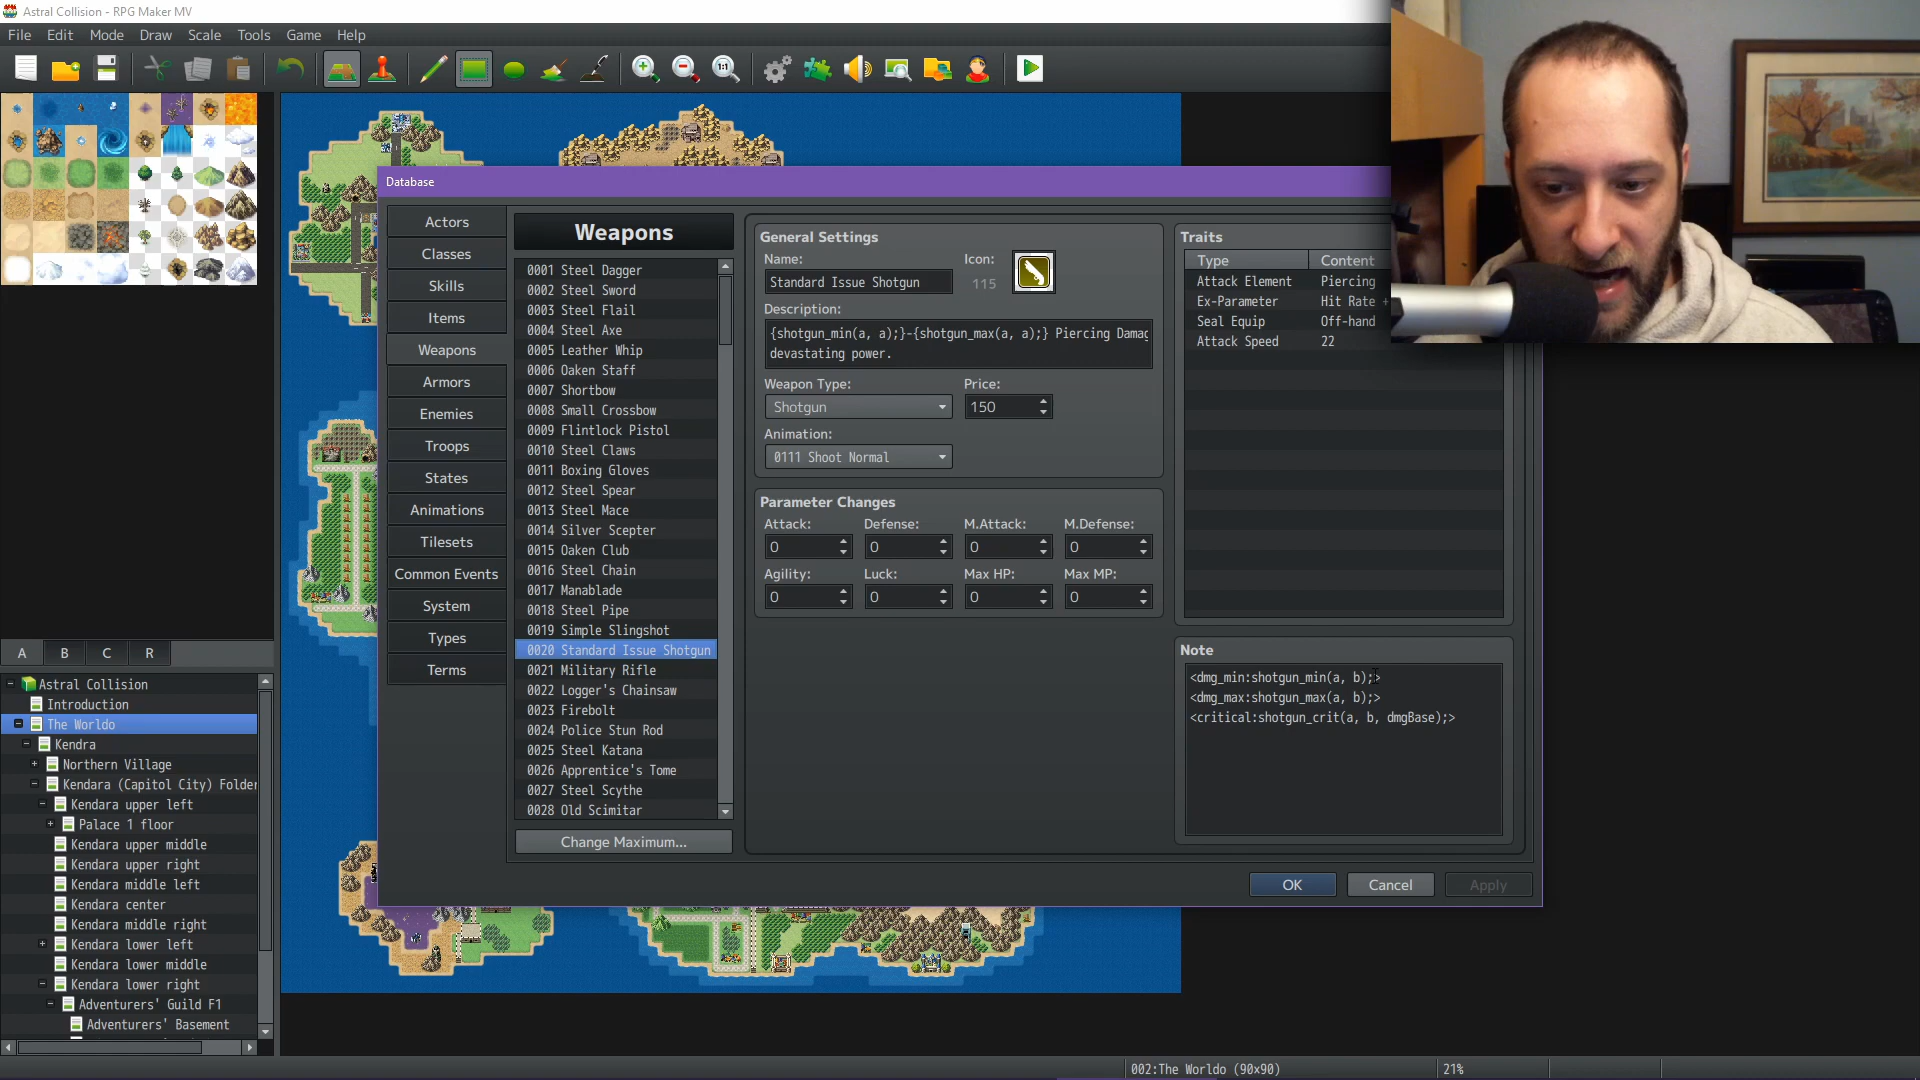 Astral Collision - RPG Maker MV
File Edit Mode Draw Scale Tools Game Help
1:1
Database
Actors
Classes
Skills
Items
Weapons
Armors
Enemies
Troops
States
Animations
Tilesets
Common Events
System
Types
Terms
Weapons
0001 Steel Dagger
0002 Steel Sword
0003 Steel Flail
0004 Steel Axe
0005 Leather Whip
0006 Oaken Staff
0007 Shortbow
0008 Small Crossbow
0009 Flintlock Pistol
0010 Steel Claws
0011 Boxing Gloves
0012 Steel Spear
0013 Steel Mace
0014 Silver Scepter
0015 Oaken Club
0016 Steel Chain
0017 Manablade
0018 Steel Pipe
0019 Simple Slingshot
0020 Standard Issue Shotgun
0021 Military Rifle
0022 Logger's Chainsaw
0023 Firebolt
0024 Police Stun Rod
0025 Steel Katana
0026 Apprentice's Tome
0027 Steel Scythe
0028 Old Scimitar
Change Maximum...
General Settings
Name: Icon:
Standard Issue Shotgun 115
Description:
{shotgun_min(a, a);}-{shotgun_max(a, a);} Piercing Damag
devastating power.
Weapon Type: Price:
Shotgun 150
Animation:
0111 Shoot Normal
Parameter Changes
Attack: Defense: M.Attack: M.Defense:
0 0 0 0
Agility: Luck: Max HP: Max MP:
0 0 0 0
Traits
Type Content
Attack Element Piercing
Ex-Parameter Hit Rate +
Seal Equip Off-hand
Attack Speed 22
Note
<dmg_min:shotgun_min(a, b);>
<dmg_max:shotgun_max(a, b);>
<critical:shotgun_crit(a, b, dmgBase);>
OK Cancel Apply
A B C R
Astral Collision
Introduction
The Worldo
Kendra
Northern Village
Kendara (Capitol City) Folder
Kendara upper left
Palace 1 floor
Kendara upper middle
Kendara upper right
Kendara middle left
Kendara center
Kendara middle right
Kendara lower left
Kendara lower middle
Kendara lower right
Adventurers' Guild F1
Adventurers' Basement
002:The Worldo (90x90) 21%